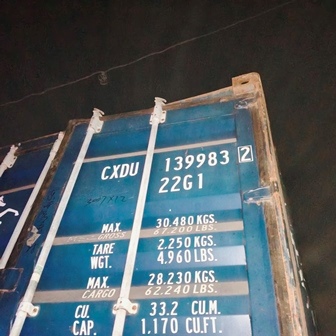 CXDU 139983 2
22G1
MAX. 30.480 KGS.
GROSS 67.200 LBS.
TARE 2.250 KGS.
WGT. 4.960 LBS.
MAX. 28.230 KGS.
CARGO 62.240 LBS.
CU. 33.2 CU.M.
CAP. 1.170 CU.FT.